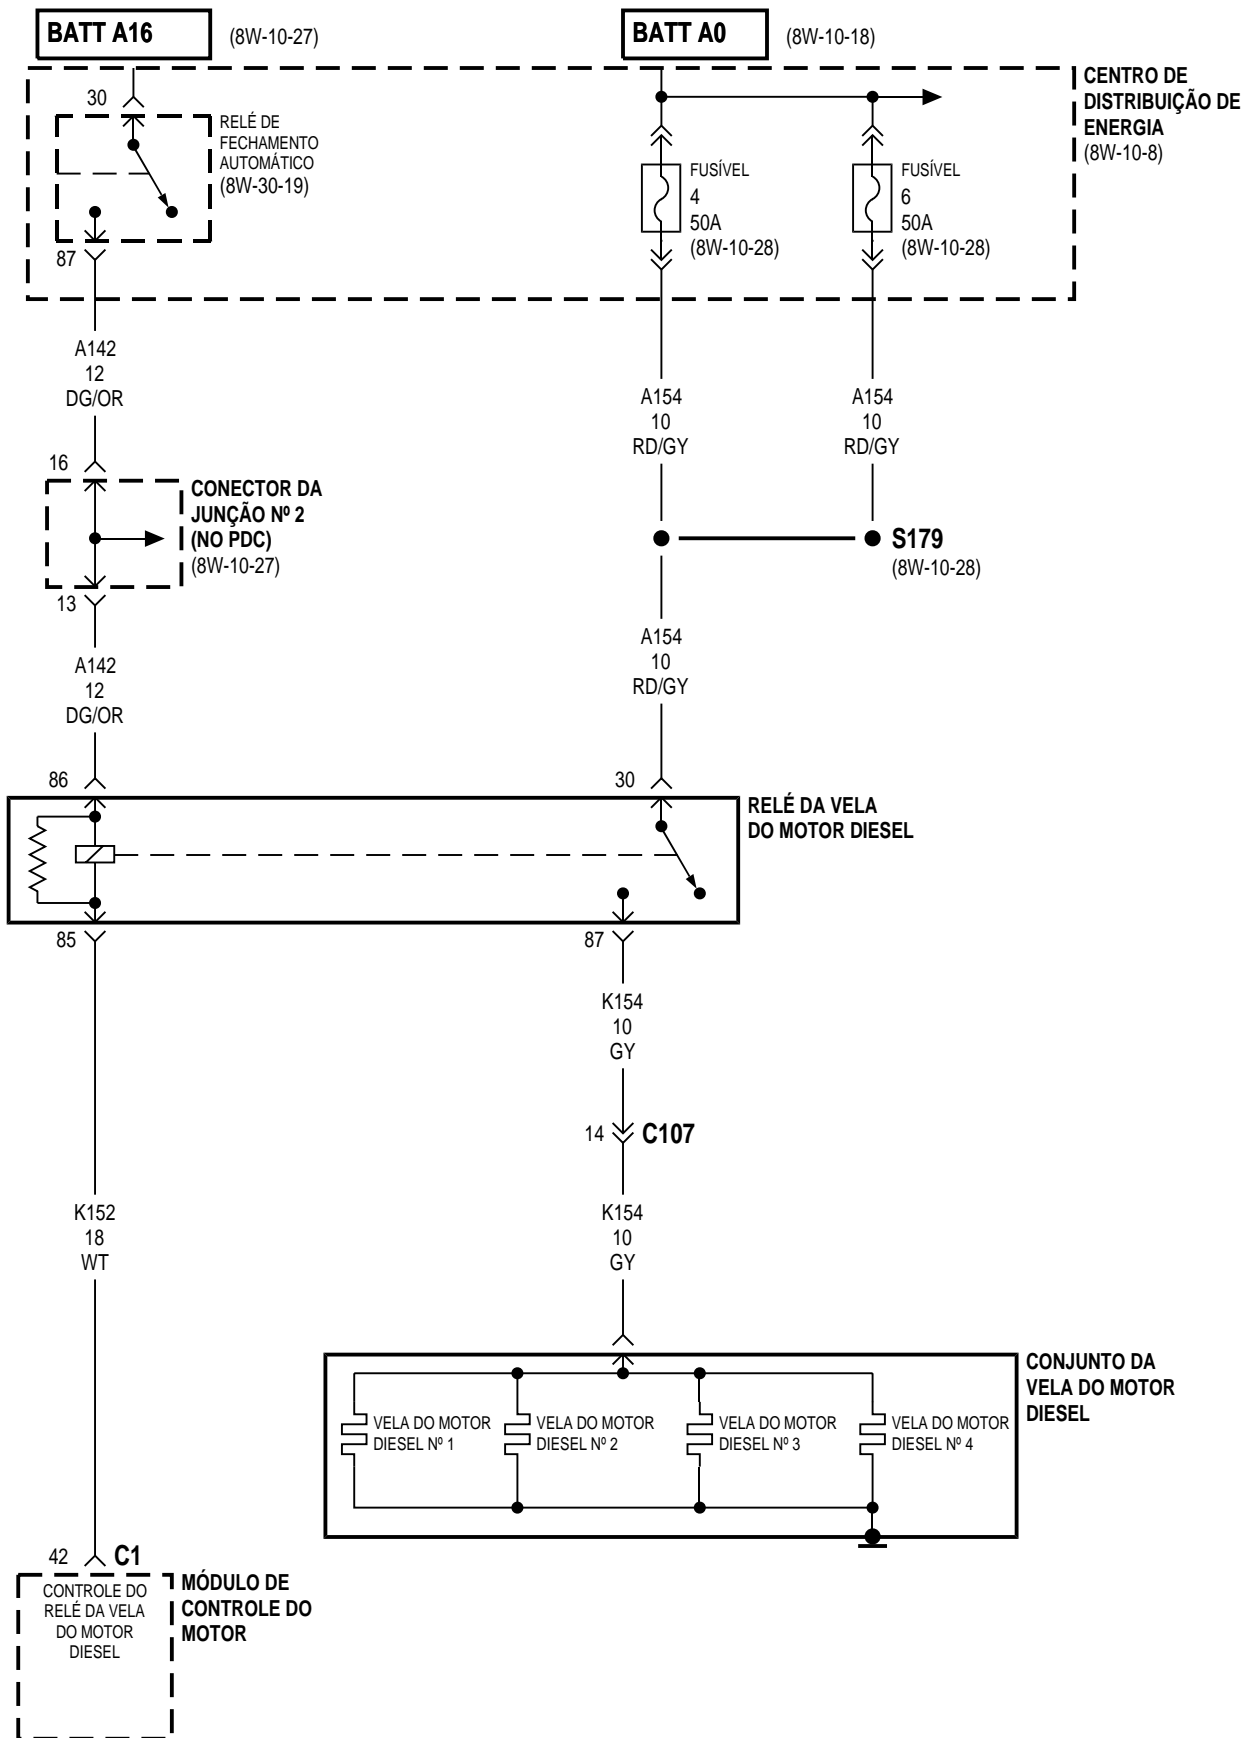 BATT A16
(8W-10-27)
BATT A0
(8W-10-18)
CENTRO DE
DISTRIBUIÇÃO DE
ENERGIA
(8W-10-8)
30
RELÉ DE
FECHAMENTO
AUTOMÁTICO
(8W-30-19)
87
FUSÍVEL
4
50A
(8W-10-28)
FUSÍVEL
6
50A
(8W-10-28)
A142
12
DG/OR
A154
10
RD/GY
A154
10
RD/GY
16
CONECTOR DA
JUNÇÃO Nº 2
(NO PDC)
(8W-10-27)
13
S179
(8W-10-28)
A142
12
DG/OR
A154
10
RD/GY
86
30
RELÉ DA VELA
DO MOTOR DIESEL
85
87
K154
10
GY
14
C107
K152
18
WT
K154
10
GY
CONJUNTO DA
VELA DO MOTOR
DIESEL
VELA DO MOTOR
DIESEL Nº 1
VELA DO MOTOR
DIESEL Nº 2
VELA DO MOTOR
DIESEL Nº 3
VELA DO MOTOR
DIESEL Nº 4
42
C1
CONTROLE DO
RELÉ DA VELA
DO MOTOR
DIESEL
MÓDULO DE
CONTROLE DO
MOTOR